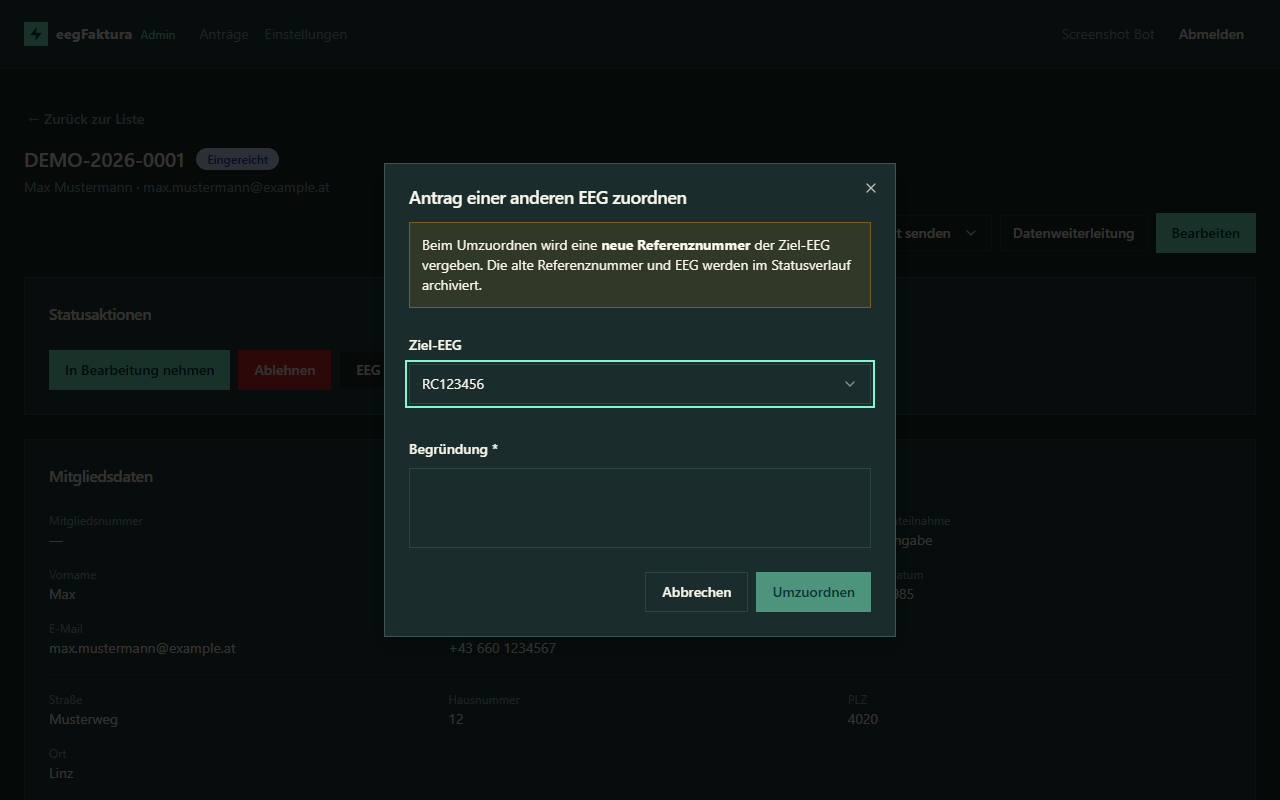 eegFaktura Admin Anträge Einstellungen Screenshot Bot Abmelden
← Zurück zur Liste
DEMO-2026-0001 Eingereicht
Max Mustermann · max.mustermann@example.at
t senden Datenweiterleitung Bearbeiten
Statusaktionen
In Bearbeitung nehmen Ablehnen EEG
Antrag einer anderen EEG zuordnen
Beim Umzuordnen wird eine neue Referenznummer der Ziel-EEG
vergeben. Die alte Referenznummer und EEG werden im Statusverlauf
archiviert.
Ziel-EEG
RC123456
Begründung *
Abbrechen Umzuordnen
Mitgliedsdaten
Mitgliedsnummer
—
Vorname
Max
E-Mail
max.mustermann@example.at +43 660 1234567
Straße Hausnummer PLZ
Musterweg 12 4020
Ort
Linz